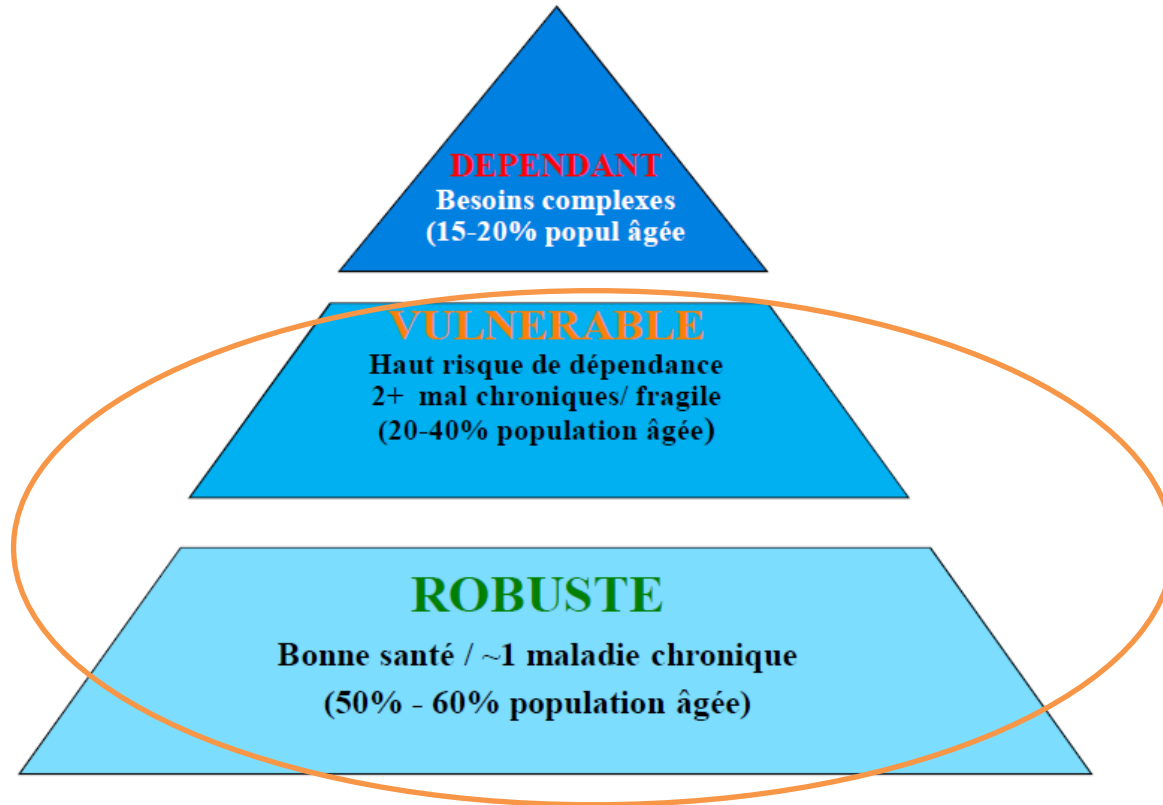 DEPENDANT
Besoins complexes
(15-20% popul âgée
VULNERABLE
Haut risque de dépendance
2+ mal chroniques/ fragile
(20-40% population âgée)
ROBUSTE
Bonne santé / ~1 maladie chronique
(50% - 60% population âgée)